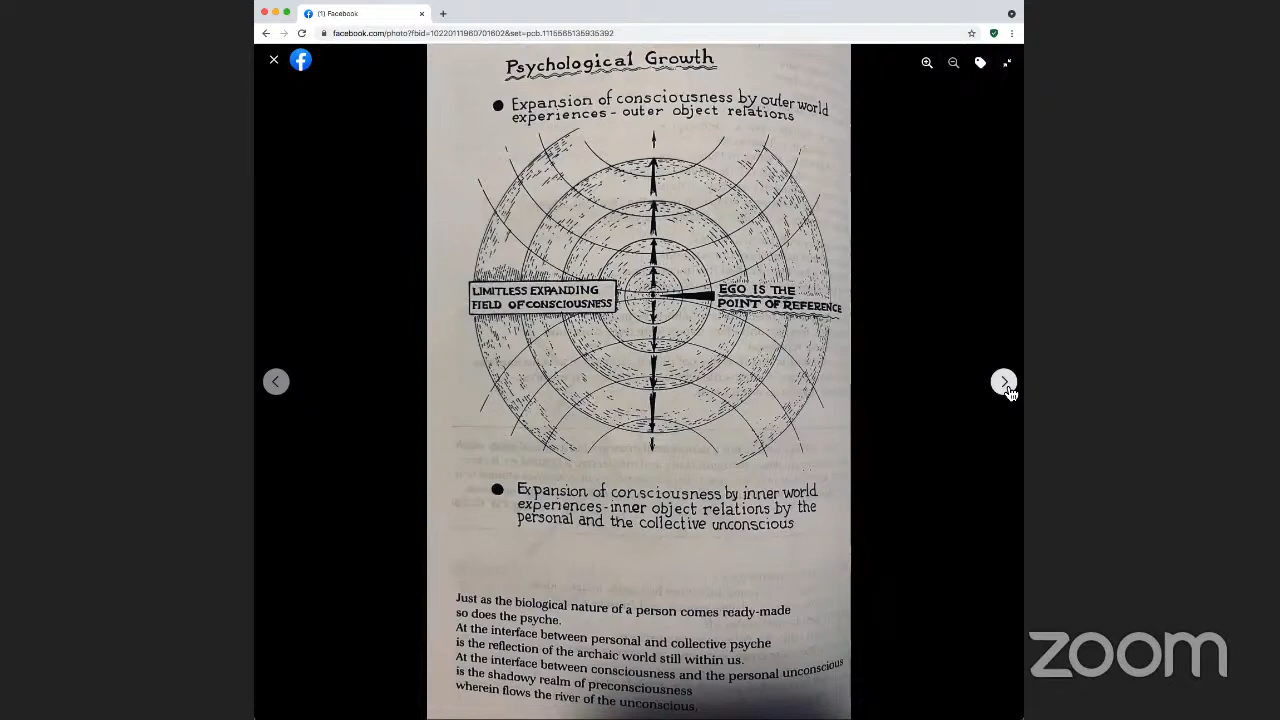 (1) Facebook
facebook.com/photo?fbid=10220111960701602&set=pcb.1115565135935392
Psychological Growth
Expansion of consciousness by outer world
experiences - outer object relations
LIMITLESS EXPANDING
FIELD OF CONSCIOUSNESS
EGO IS THE
POINT OF REFERENCE
Expansion of consciousness by inner world
experiences - inner object relations by the
personal and the collective unconscious
Just as the biological nature of a person comes ready-made
so does the psyche.
At the interface between personal and collective psyche
is the reflection of the archaic world still within us.
At the interface between consciousness and the personal unconscious
is the shadowy realm of preconsciousness
wherein flows the river of the unconscious.
zoom